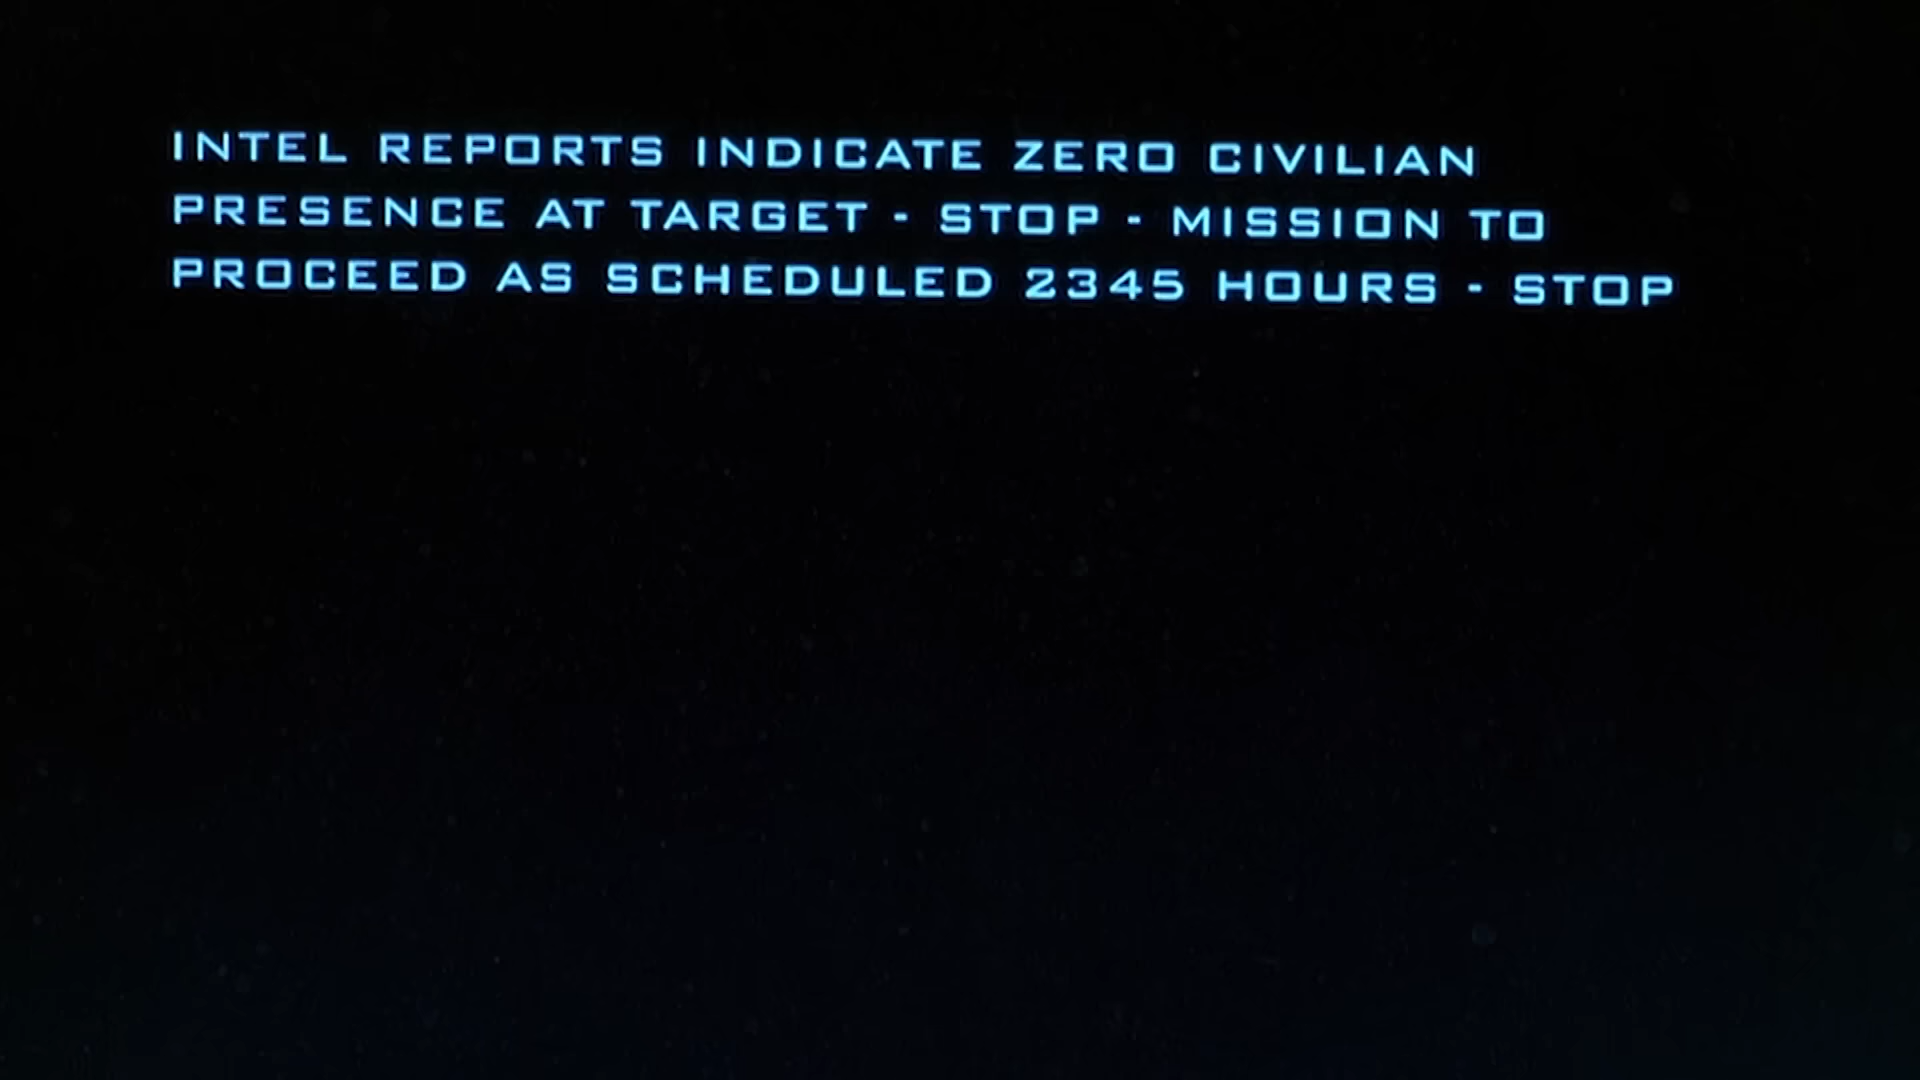 INTEL REPORTS INDICATE ZERO CIVILIAN
PRESENCE AT TARGET - STOP - MISSION TO
PROCEED AS SCHEDULED 2345 HOURS - STOP